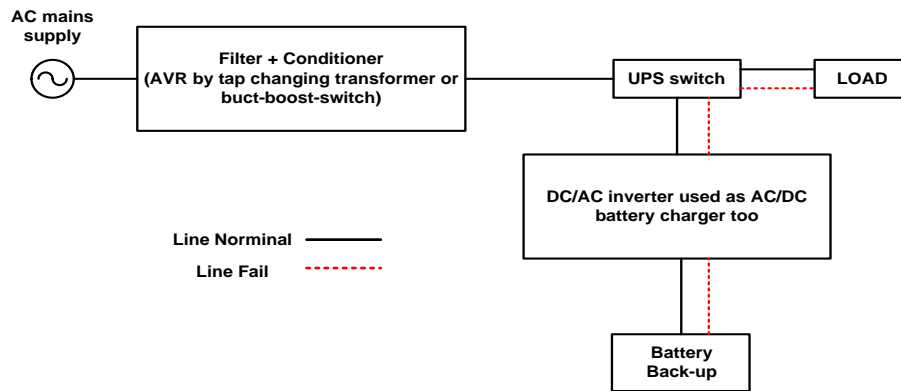 AC mains
supply
Filter + Conditioner
(AVR by tap changing transformer or
buct-boost-switch)
UPS switch
LOAD
DC/AC inverter used as AC/DC
battery charger too
Line Norminal
Line Fail
Battery
Back-up